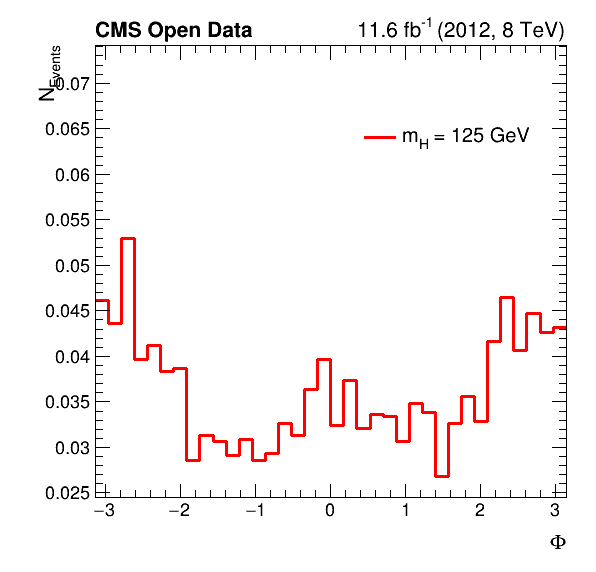 CMS Open Data 11.6 fb⁻¹ (2012, 8 TeV)
N_Events
0.07
0.065
m_H = 125 GeV
0.06
0.055
0.05
0.045
0.04
0.035
0.03
0.025
−3 −2 −1 0 1 2 3
Φ